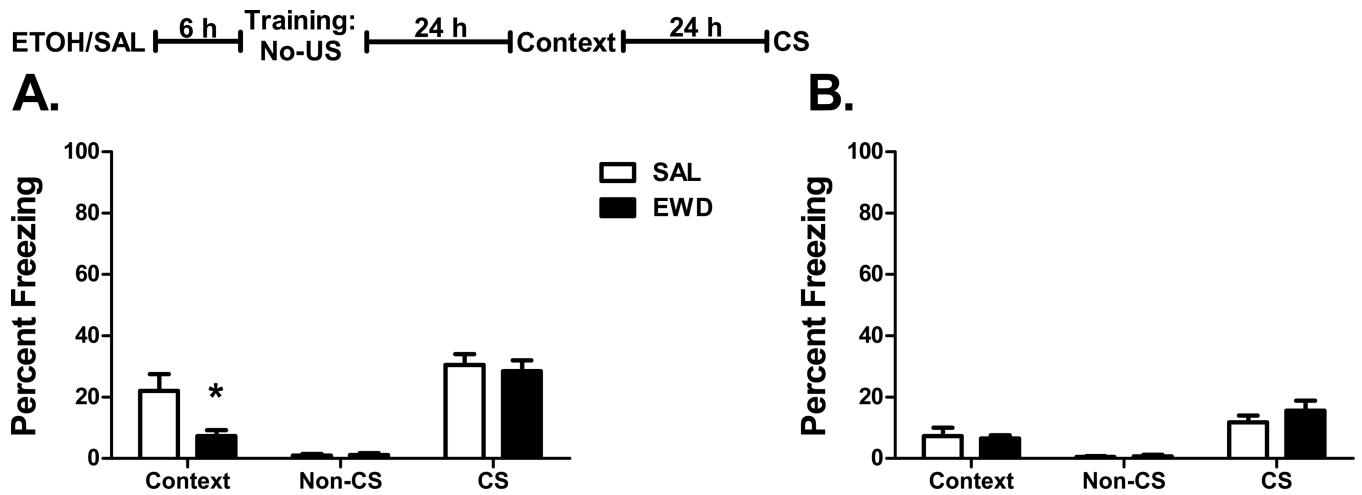 ETOH/SAL 6 h Training: No-US 24 h Context 24 h CS
A.
B.
Percent Freezing
100
80
60
40
20
0
*
Context Non-CS CS
SAL
EWD
Percent Freezing
100
80
60
40
20
0
Context Non-CS CS